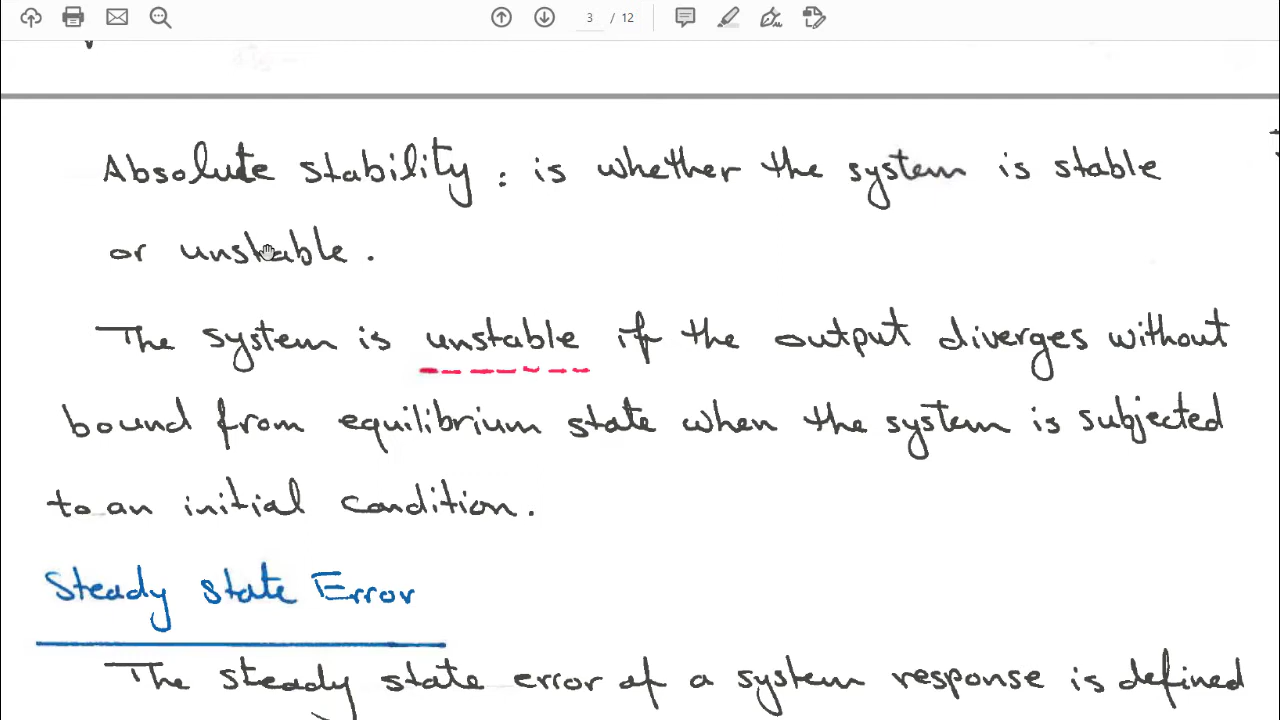 3 / 12
Absolute stability : is whether the system is stable
or unstable .
The system is unstable if the output diverges without
bound from equilibrium state when the system is subjected
to an initial condition .
Steady state Error
The steady state error of a system response is defined